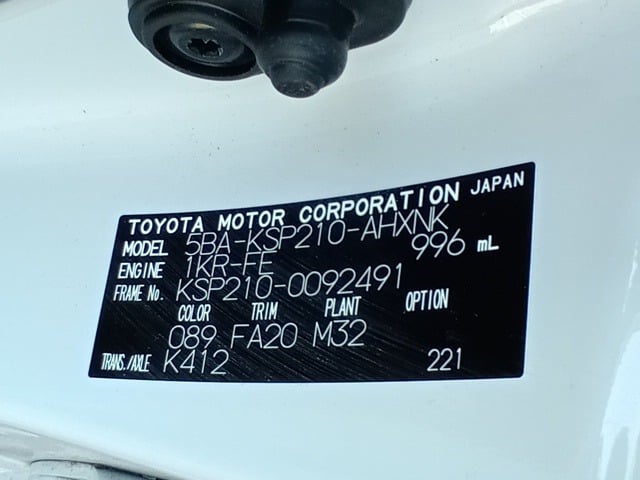 TOYOTA MOTOR CORPORATION JAPAN
MODEL 5BA-KSP210-AHXNK
ENGINE 1KR-FE 996 mL
FRAME No. KSP210-0092491
COLOR TRIM PLANT OPTION
089 FA20 M32
TRANS./AXLE K412 221